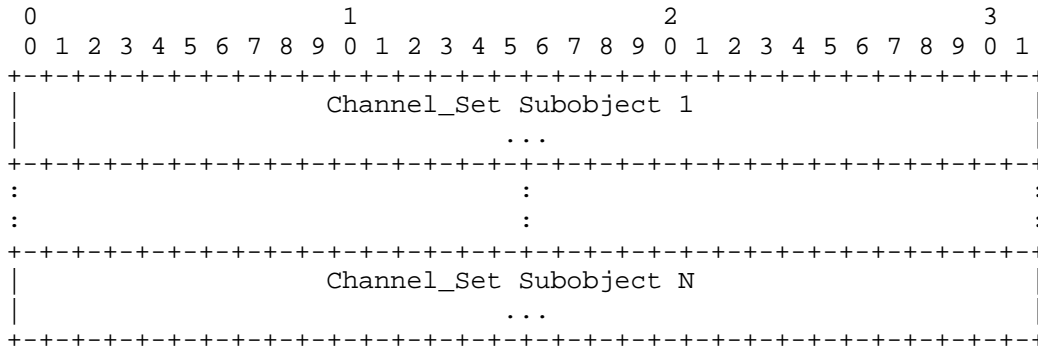 0                   1                   2                   3
 0 1 2 3 4 5 6 7 8 9 0 1 2 3 4 5 6 7 8 9 0 1 2 3 4 5 6 7 8 9 0 1
+-+-+-+-+-+-+-+-+-+-+-+-+-+-+-+-+-+-+-+-+-+-+-+-+-+-+-+-+-+-+-+-+
|                   Channel_Set Subobject 1                     |
|                              ...                              |
+-+-+-+-+-+-+-+-+-+-+-+-+-+-+-+-+-+-+-+-+-+-+-+-+-+-+-+-+-+-+-+-+
:                               :                               :
:                               :                               :
+-+-+-+-+-+-+-+-+-+-+-+-+-+-+-+-+-+-+-+-+-+-+-+-+-+-+-+-+-+-+-+-+
|                   Channel_Set Subobject N                     |
|                              ...                              |
+-+-+-+-+-+-+-+-+-+-+-+-+-+-+-+-+-+-+-+-+-+-+-+-+-+-+-+-+-+-+-+-+